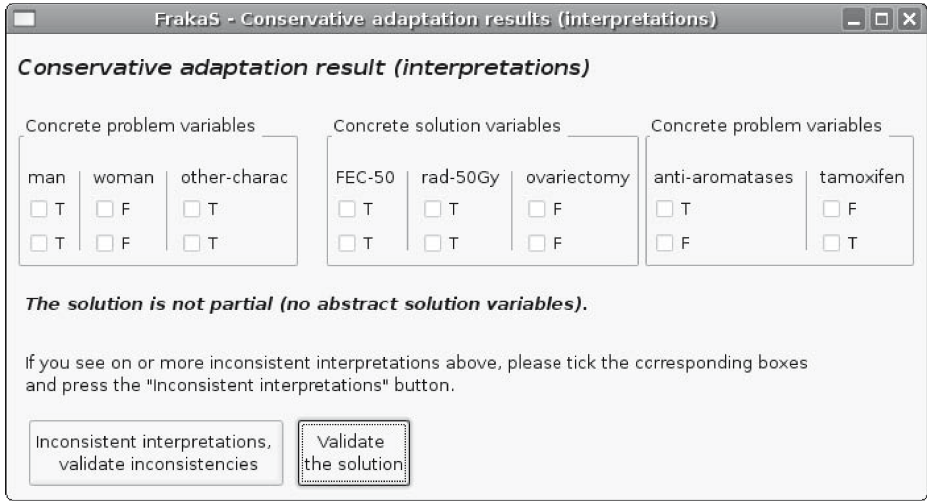 FrakaS - Conservative adaptation results (interpretations)
Conservative adaptation result (interpretations)
Concrete problem variables Concrete solution variables Concrete problem variables
man woman other-charac FEC-50 rad-50Gy ovariectomy anti-aromatases tamoxifen
T F T T T F T F
T F T T T F F T
The solution is not partial (no abstract solution variables).
If you see on or more inconsistent interpretations above, please tick the corresponding boxes
and press the "Inconsistent interpretations" button.
Inconsistent interpretations, Validate
validate inconsistencies the solution